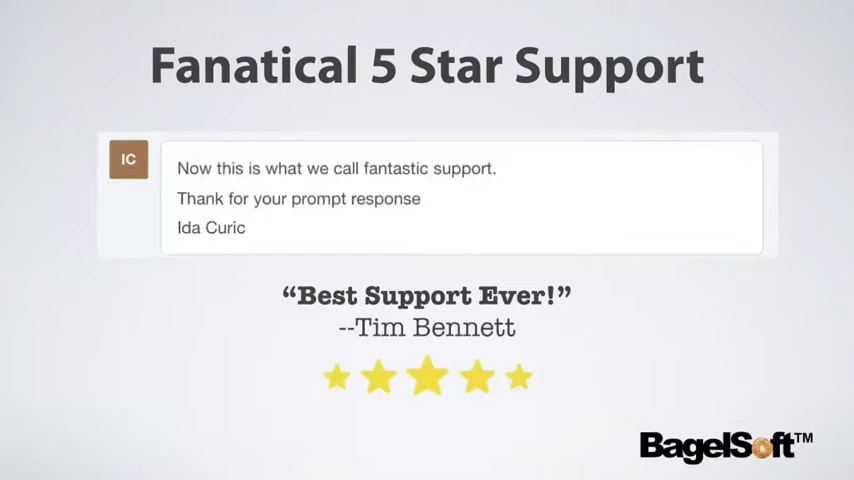 Fanatical 5 Star Support
IC
Now this is what we call fantastic support.
Thank for your prompt response
Ida Curic
“Best Support Ever!”
--Tim Bennett
BagelSoft™